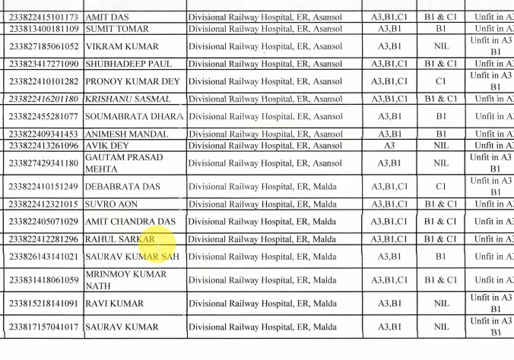 233822415101173 AMIT DAS Divisional Railway Hospital, ER, Asansol A3,B1,C1 B1 & C1 Unfit in A3
233813400181109 SUMIT TOMAR Divisional Railway Hospital, ER, Asansol A3,B1 B1 Unfit in A3
233827185061052 VIKRAM KUMAR Divisional Railway Hospital, ER, Asansol A3,B1 NIL Unfit in A3 B1
233823417271090 SHUBHADEEP PAUL Divisional Railway Hospital, ER, Asansol A3,B1,C1 B1 & C1 Unfit in A3
233822410101282 PRONOY KUMAR DEY Divisional Railway Hospital, ER, Asansol A3,B1,C1 C1 Unfit in A3 B1
233822416201180 KRISHANU SASMAL Divisional Railway Hospital, ER, Asansol A3,B1,C1 B1 & C1 Unfit in A3
233822455281077 SOUMABRATA DHARA Divisional Railway Hospital, ER, Asansol A3,B1 B1 Unfit in A3
233822409341453 ANIMESH MANDAL Divisional Railway Hospital, ER, Asansol A3,B1 B1 Unfit in A3
233822413261096 AVIK DEY Divisional Railway Hospital, ER, Asansol A3 NIL Unfit in A3
233827429341180 GAUTAM PRASAD MEHTA Divisional Railway Hospital, ER, Asansol A3,B1 NIL Unfit in A3 B1
233822410151249 DEBABRATA DAS Divisional Railway Hospital, ER, Malda A3,B1,C1 C1 Unfit in A3 B1
233822412321015 SUVRO AON Divisional Railway Hospital, ER, Malda A3,B1,C1 B1 & C1 Unfit in A3
233822405071029 AMIT CHANDRA DAS Divisional Railway Hospital, ER, Malda A3,B1,C1 B1 & C1 Unfit in A3
233822412281296 RAHUL SARKAR Divisional Railway Hospital, ER, Malda A3,B1,C1 B1 & C1 Unfit in A3
233826143141021 SAURAV KUMAR SAH Divisional Railway Hospital, ER, Malda A3,B1 B1 Unfit in A3
233831418061059 MRINMOY KUMAR NATH Divisional Railway Hospital, ER, Malda A3,B1,C1 B1 & C1 Unfit in A3
233815218141091 RAVI KUMAR Divisional Railway Hospital, ER, Malda A3,B1 NIL Unfit in A3 B1
233817157041017 SAURAV KUMAR Divisional Railway Hospital, ER, Malda A3,B1 NIL Unfit in A3 B1